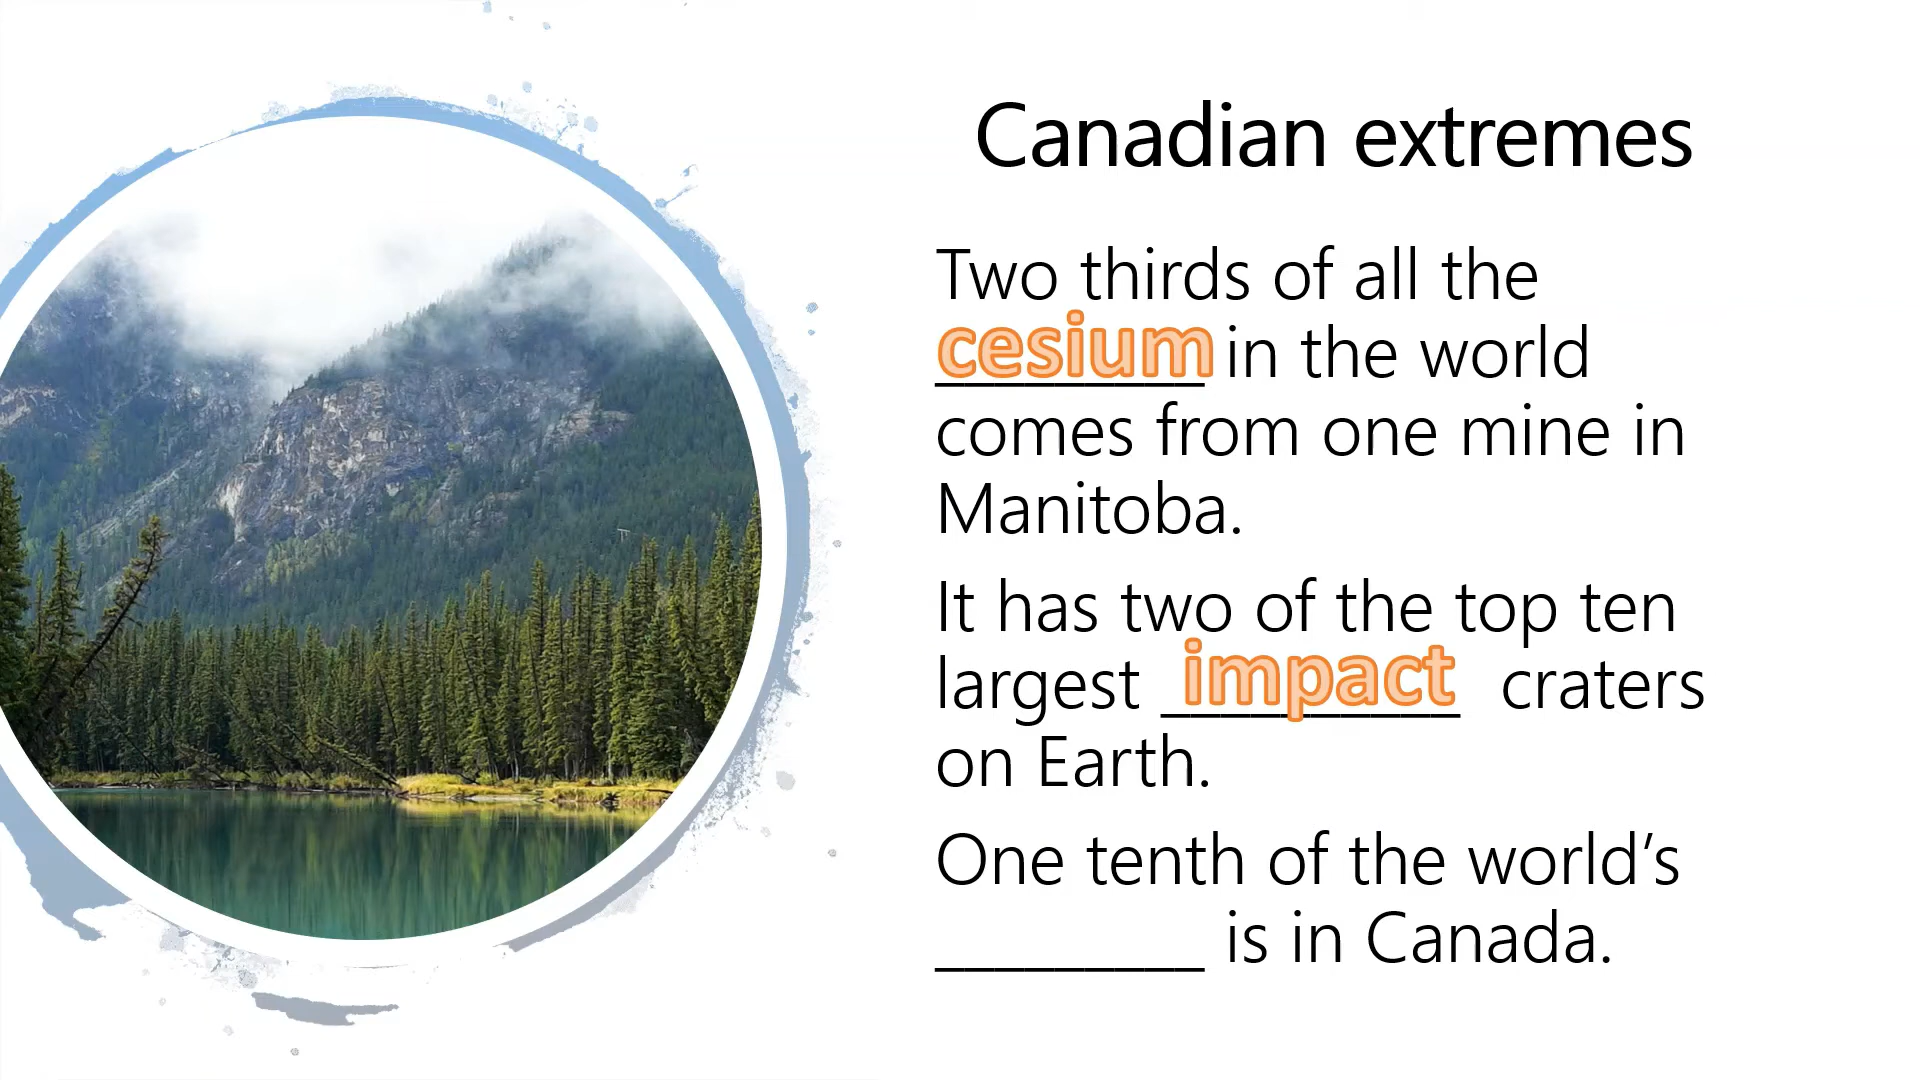 Canadian extremes
Two thirds of all the
cesium in the world
comes from one mine in
Manitoba.
It has two of the top ten
largest impact craters
on Earth.
One tenth of the world’s
_________ is in Canada.